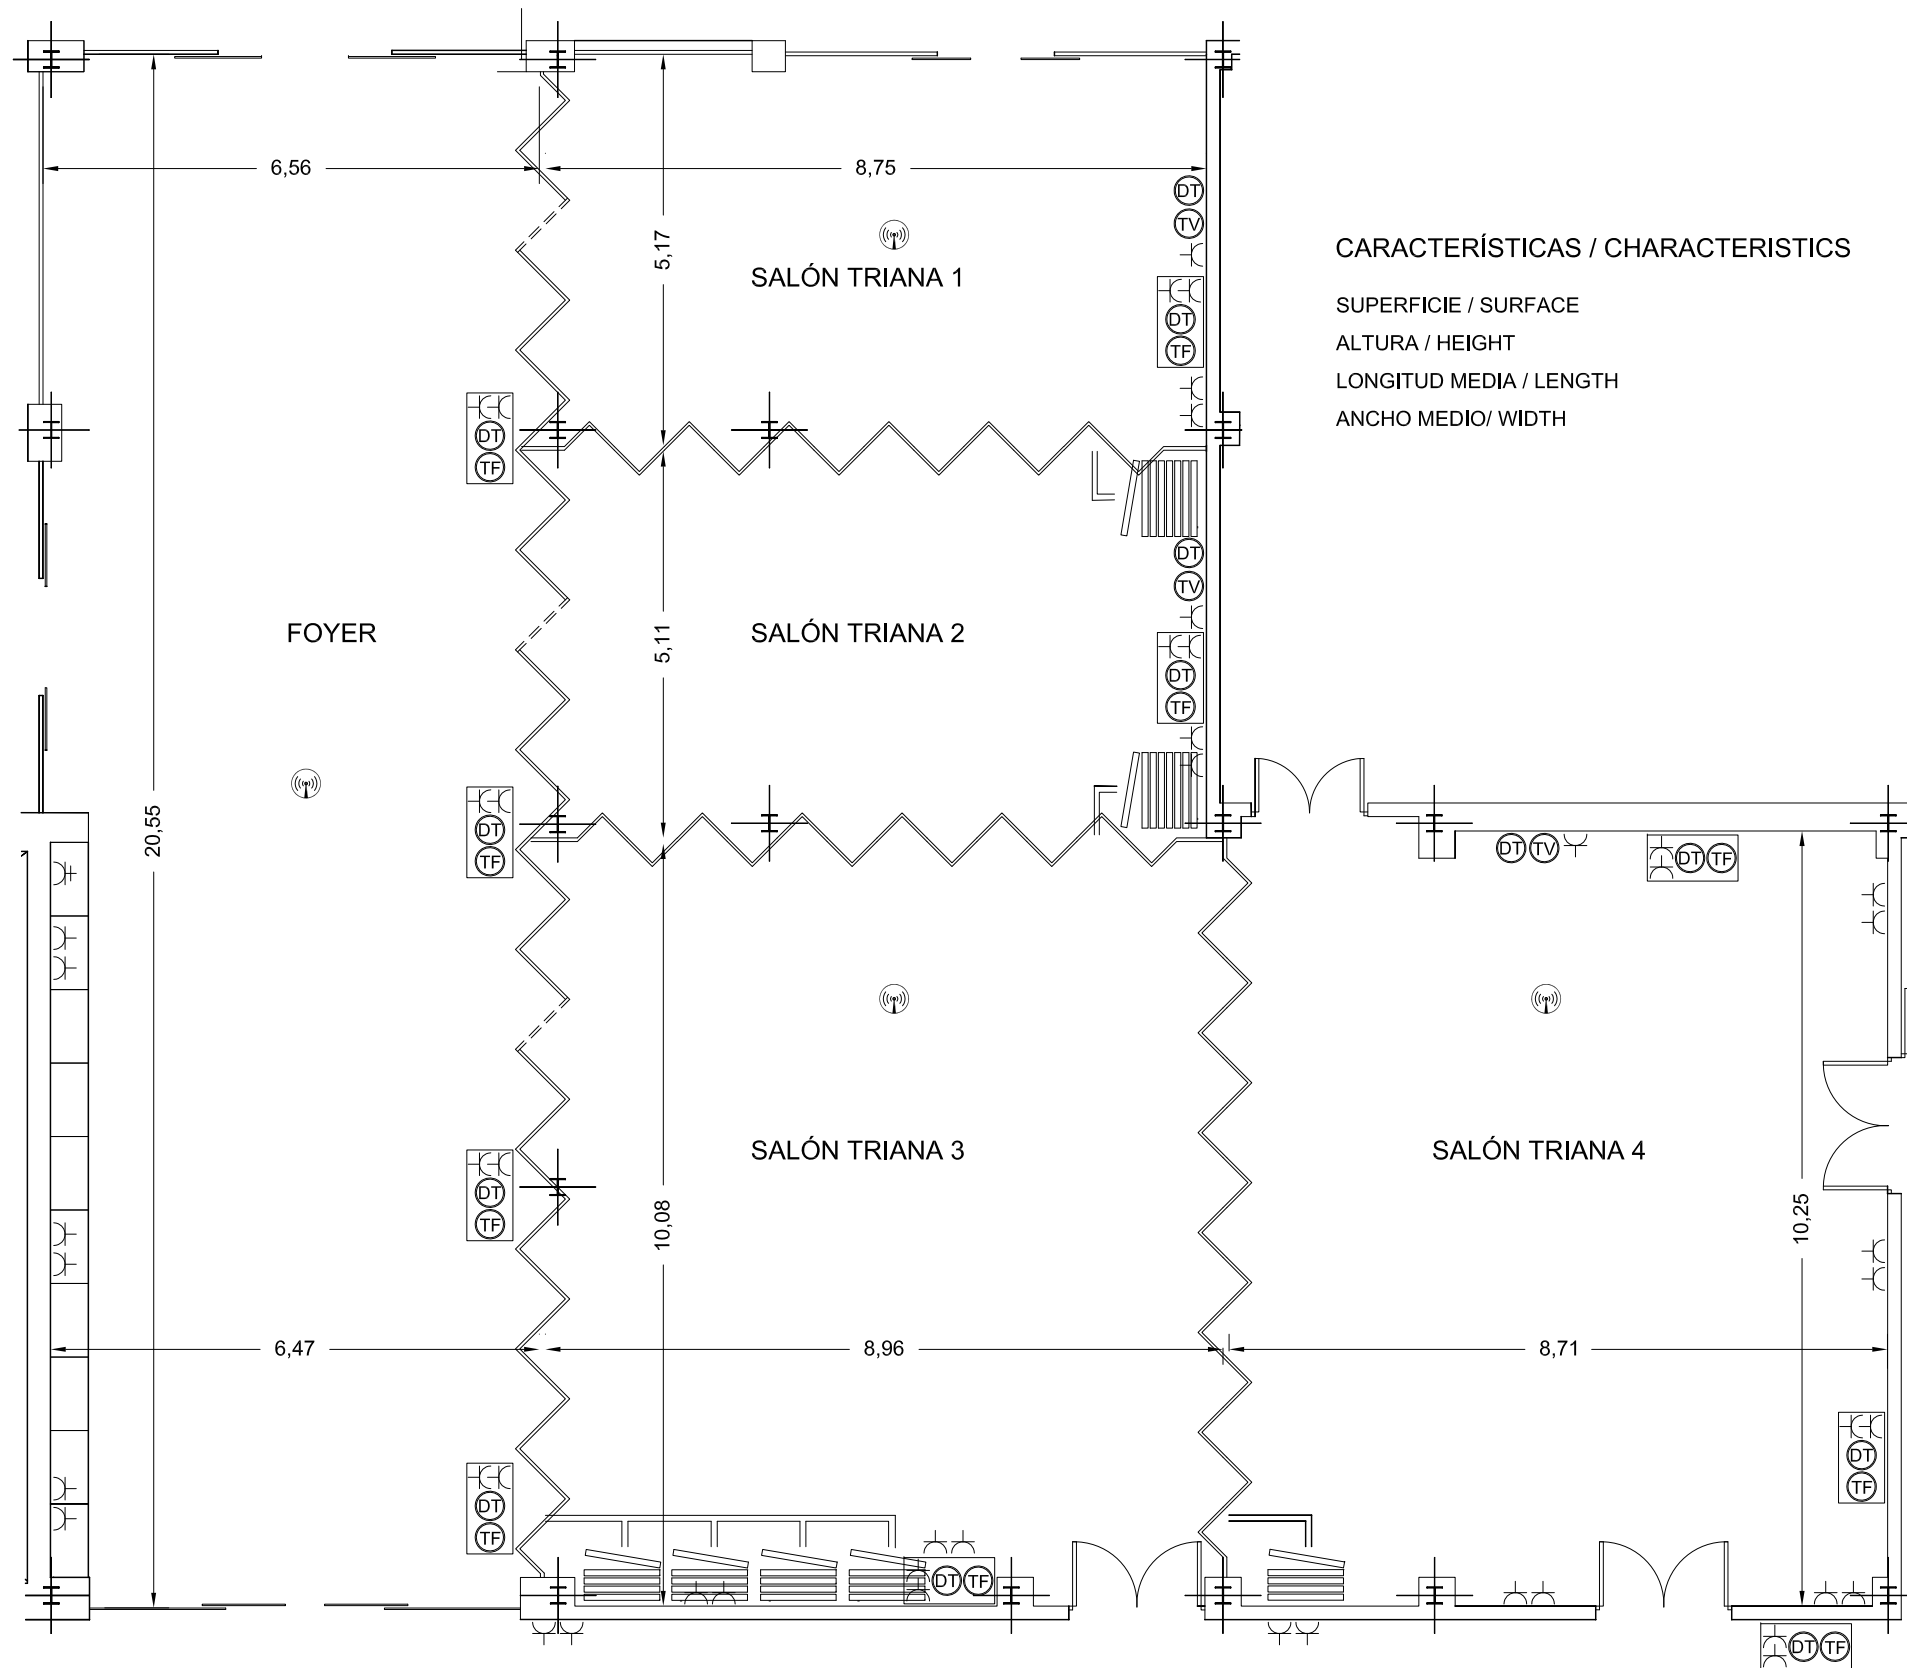 6,56
8,75
DT
TV
5,17
SALÓN TRIANA 1
CARACTERÍSTICAS / CHARACTERISTICS
SUPERFICIE / SURFACE
DT
ALTURA / HEIGHT
TF
LONGITUD MEDIA / LENGTH
ANCHO MEDIO/ WIDTH
DT
TF
DT
TV
FOYER
5,11
SALÓN TRIANA 2
DT
TF
20,55
DT
TF
DT TV
DT TF
SALÓN TRIANA 3
SALÓN TRIANA 4
DT
TF
10,08
10,25
6,47
8,96
8,71
DT
TF
DT
TF
DT TF
DT TF